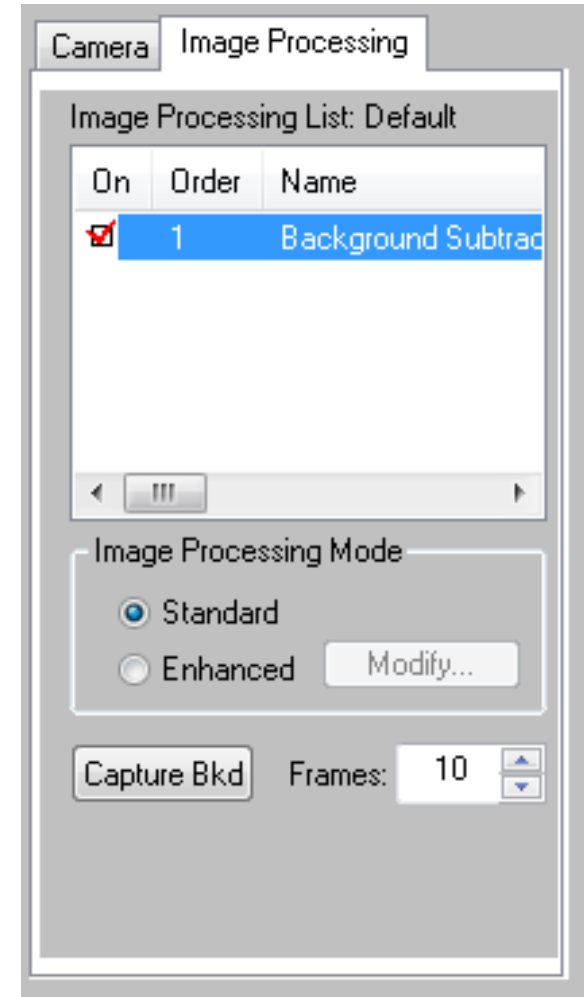 Camera Image Processing
Image Processing List: Default
On Order Name
1 Background Subtrac
Image Processing Mode
Standard
Enhanced Modify...
Capture Bkd Frames: 10